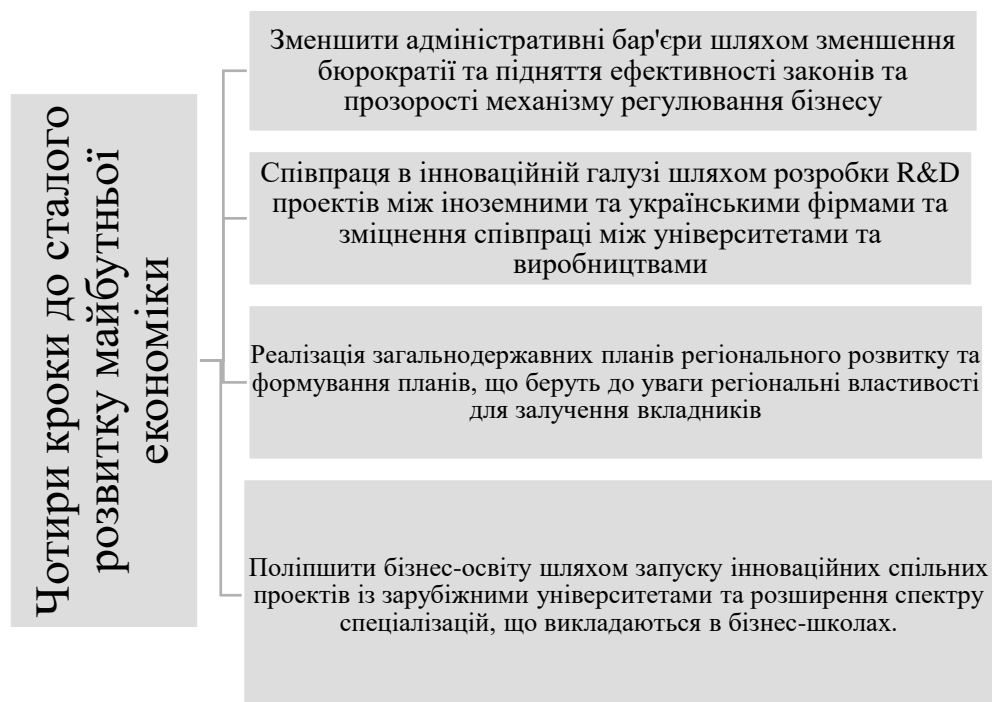 Чотири кроки до сталого
розвитку майбутньої
економіки
Зменшити адміністративні бар'єри шляхом зменшення
бюрократії та підняття ефективності законів та
прозорості механізму регулювання бізнесу
Співпраця в інноваційній галузі шляхом розробки R&D
проектів між іноземними та українськими фірмами та
зміцнення співпраці між університетами та
виробництвами
Реалізація загальнодержавних планів регіонального розвитку та
формування планів, що беруть до уваги регіональні властивості
для залучення вкладників
Поліпшити бізнес-освіту шляхом запуску інноваційних спільних
проектів із зарубіжними університетами та розширення спектру
спеціалізацій, що викладаються в бізнес-школах.